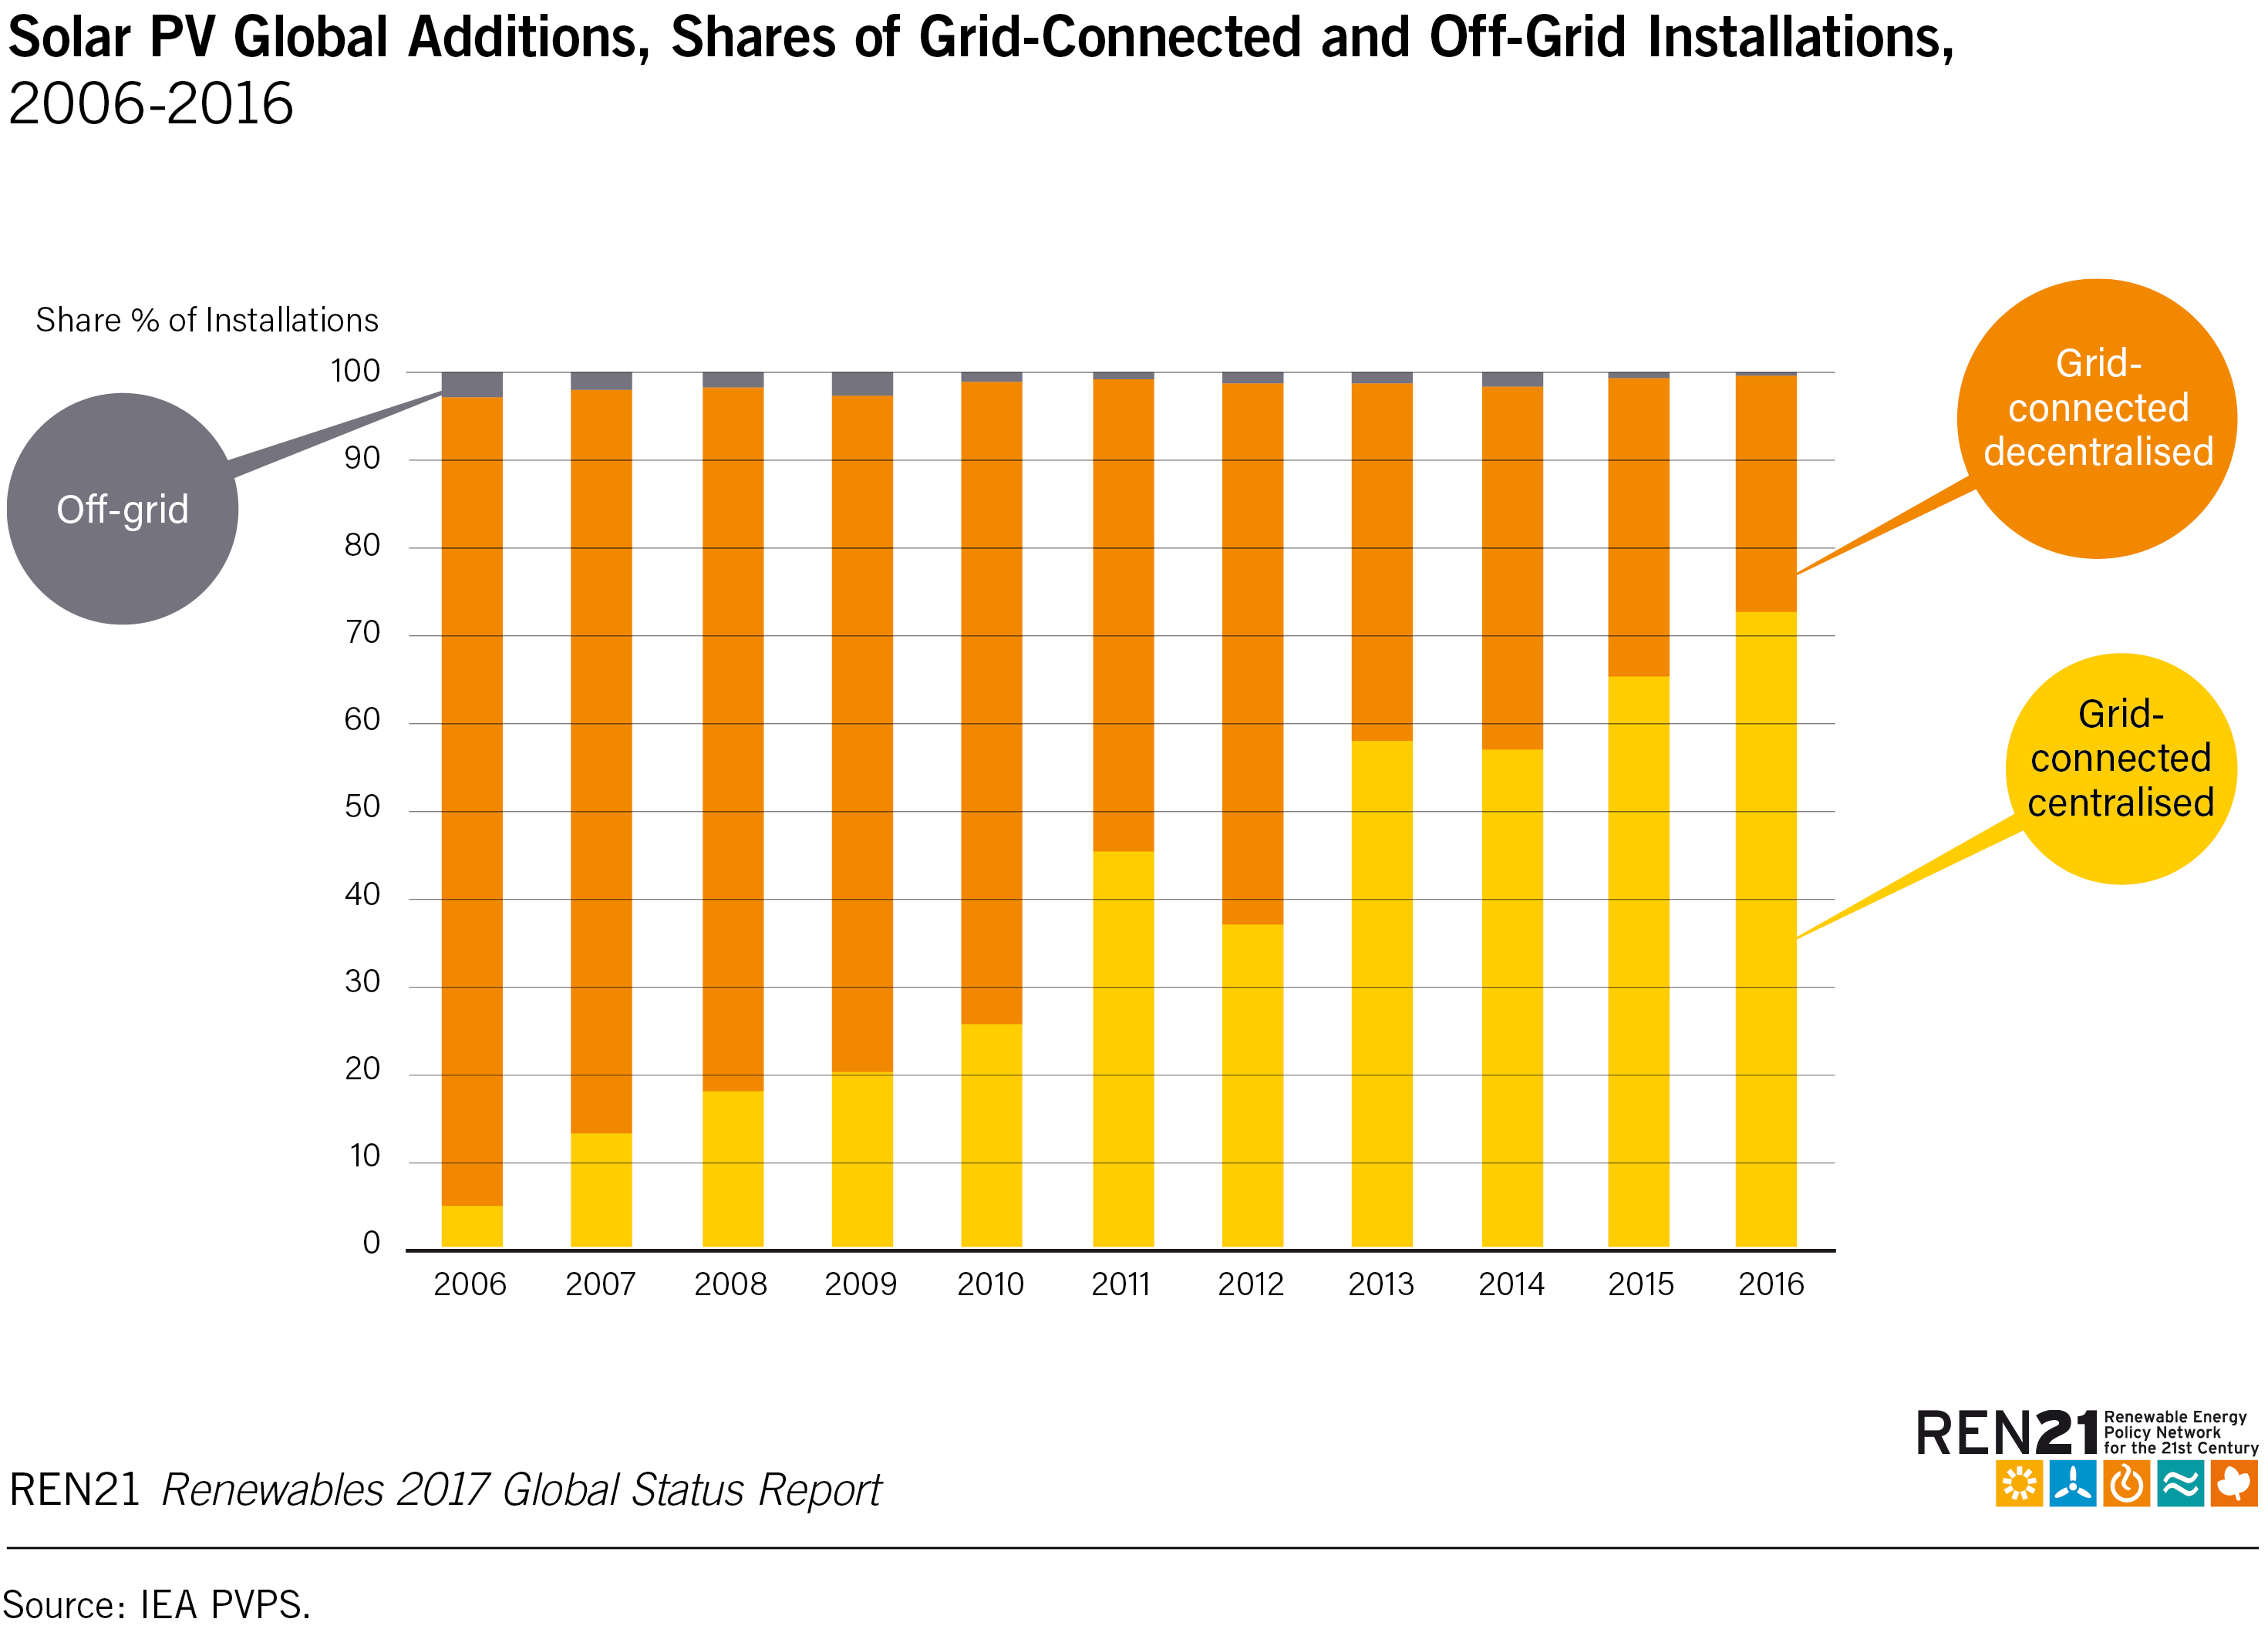 Solar PV Global Additions, Shares of Grid-Connected and Off-Grid Installations,
2006-2016
Share % of Installations
100
90
80
70
60
50
40
30
20
10
0
Off-grid
Grid-
connected
decentralised
Grid-
connected
centralised
2006 2007 2008 2009 2010 2011 2012 2013 2014 2015 2016
REN21 Renewables 2017 Global Status Report
REN21
Renewable Energy
Policy Network
for the 21st Century
Source: IEA PVPS.